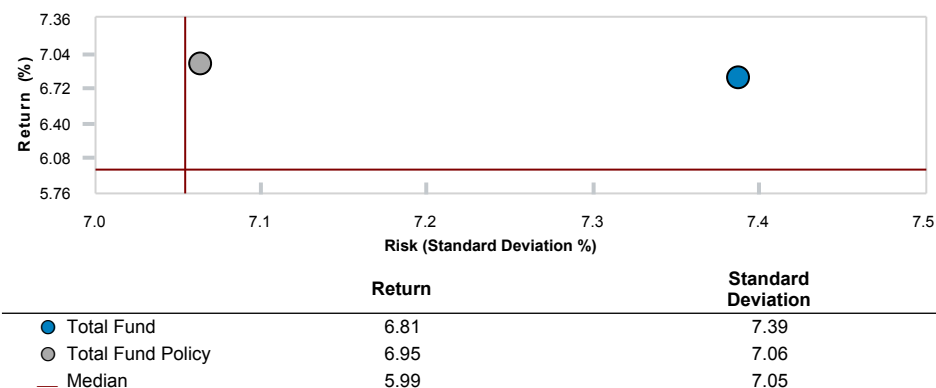 7.36
7.04
6.72
6.40
6.08
5.76
Return (%)
7.0 7.1 7.2 7.3 7.4 7.5
Risk (Standard Deviation %)
Return Standard Deviation
Total Fund 6.81 7.39
Total Fund Policy 6.95 7.06
Median 5.99 7.05